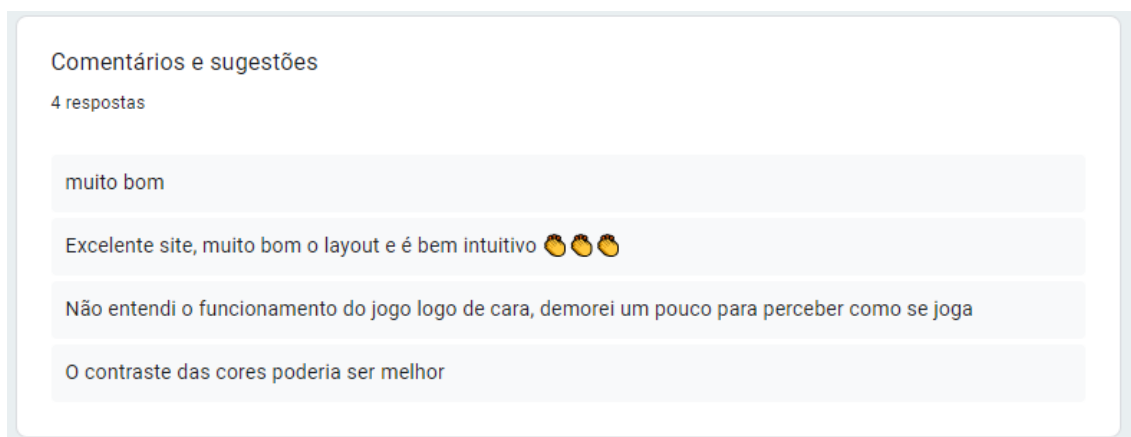 Comentários e sugestões
4 respostas
muito bom
Excelente site, muito bom o layout e é bem intuitivo 👏👏👏
Não entendi o funcionamento do jogo logo de cara, demorei um pouco para perceber como se joga
O contraste das cores poderia ser melhor